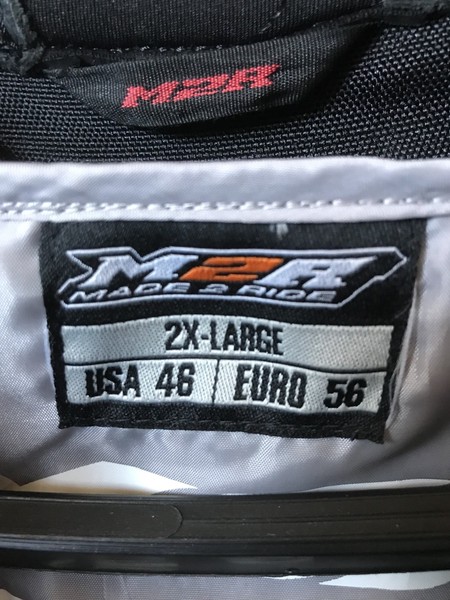 M2R
M2R
MADE 2 RIDE
2X-LARGE
USA 46 EURO 56